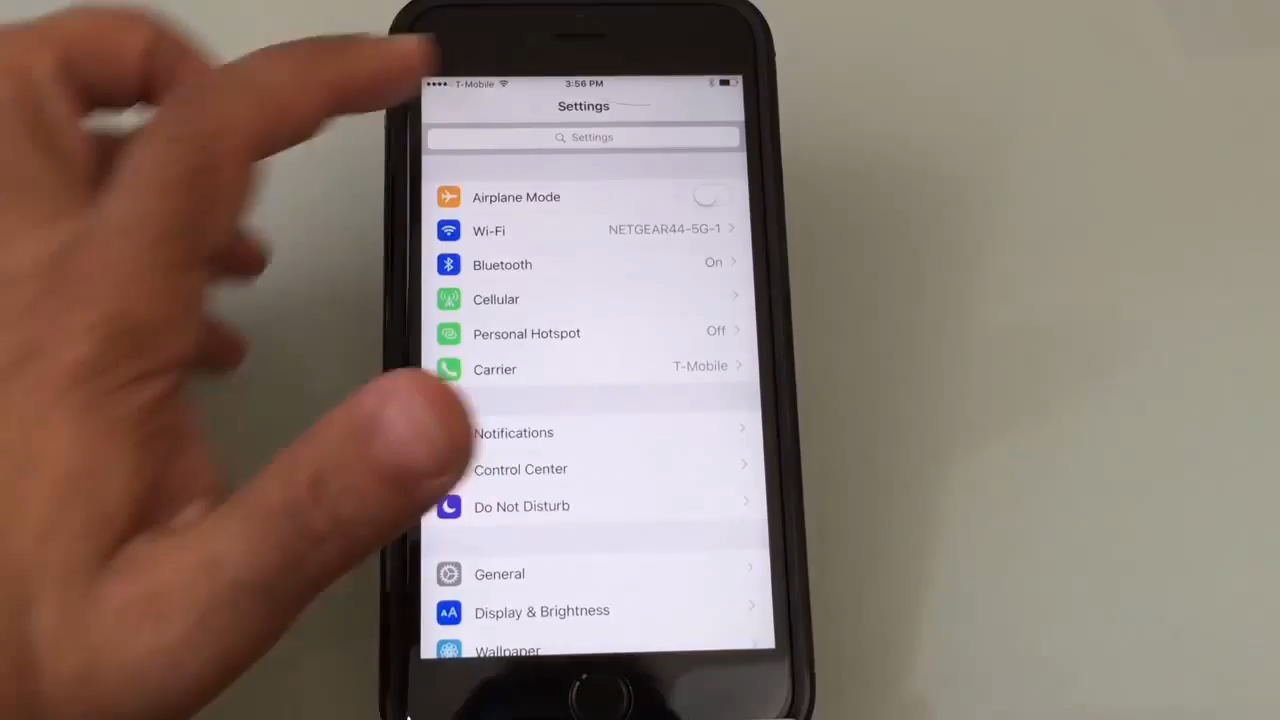 T-Mobile 3:56 PM
Settings
Settings
Airplane Mode
Wi-Fi NETGEAR44-5G-1
Bluetooth On
Cellular
Personal Hotspot Off
Carrier T-Mobile
Notifications
Control Center
Do Not Disturb
General
AA Display & Brightness
Wallpaper